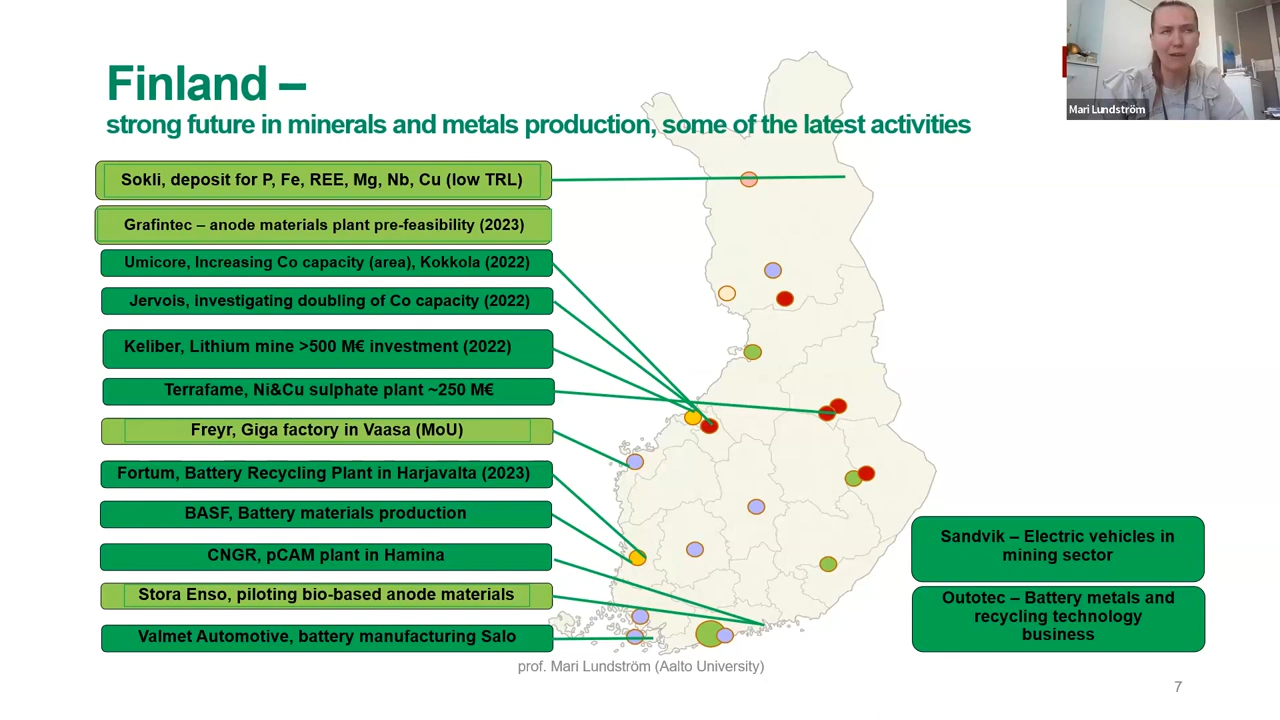 Mari Lundström
Finland –
strong future in minerals and metals production, some of the latest activities
Sokli, deposit for P, Fe, REE, Mg, Nb, Cu (low TRL)
Grafintec – anode materials plant pre-feasibility (2023)
Umicore, Increasing Co capacity (area), Kokkola (2022)
Jervois, investigating doubling of Co capacity (2022)
Keliber, Lithium mine >500 M€ investment (2022)
Terrafame, Ni&Cu sulphate plant ~250 M€
Freyr, Giga factory in Vaasa (MoU)
Fortum, Battery Recycling Plant in Harjavalta (2023)
BASF, Battery materials production
CNGR, pCAM plant in Hamina
Stora Enso, piloting bio-based anode materials
Valmet Automotive, battery manufacturing Salo
Sandvik – Electric vehicles in
mining sector
Outotec – Battery metals and
recycling technology
business
prof. Mari Lundström (Aalto University)
7